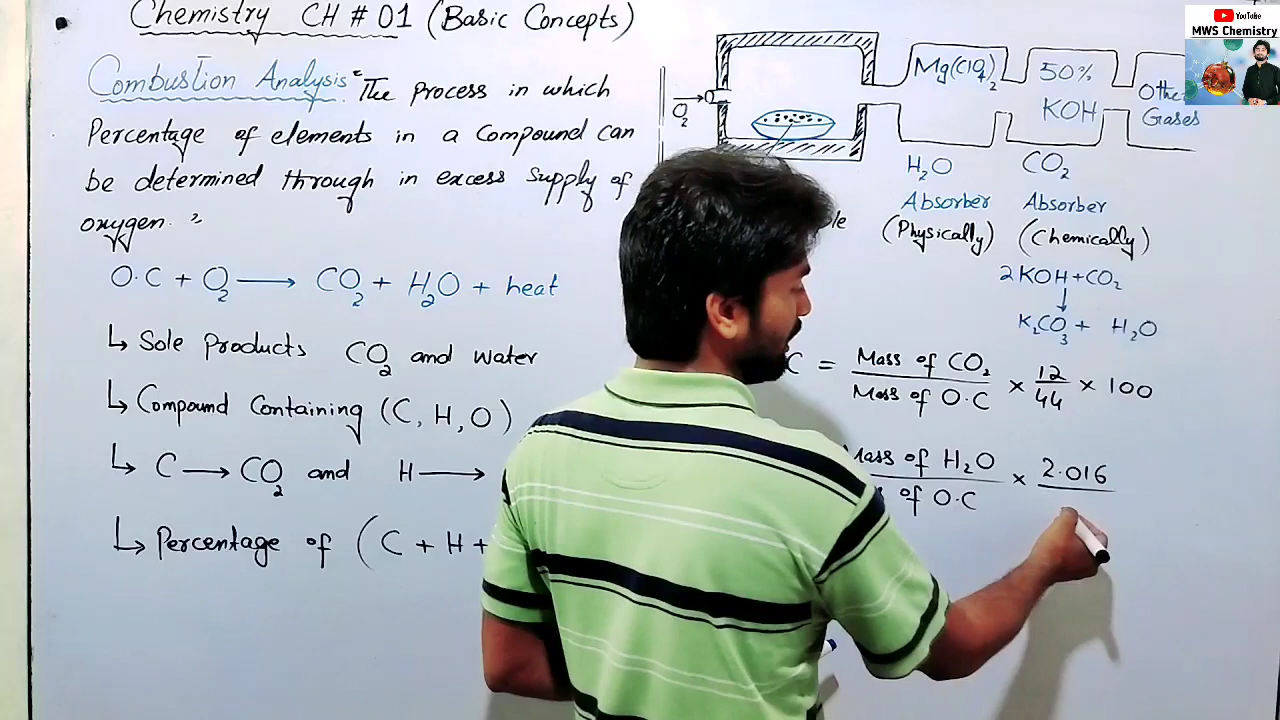 Chemistry CH # 01 (Basic Concepts)
Combustion Analysis "The Process in which
Percentage of elements in a Compound can
be determined through in excess supply of
oxygen."
O.C + O2 ⟶ CO2 + H2O + heat
↳ Sole Products CO2 and water
↳ Compound Containing (C, H, O)
↳ C ⟶ CO2 and H ⟶
↳ Percentage of (C + H +
O2
Mg(ClO4)2
50%
KOH
Gases
H2O
Absorber
(Physically)
CO2
Absorber
(Chemically)
2KOH+CO2
↓
K2CO3 + H2O
C = Mass of CO2 / Mass of O.C × 12/44 × 100
Mass of H2O / of O.C × 2.016
YouTube
MWS Chemistry